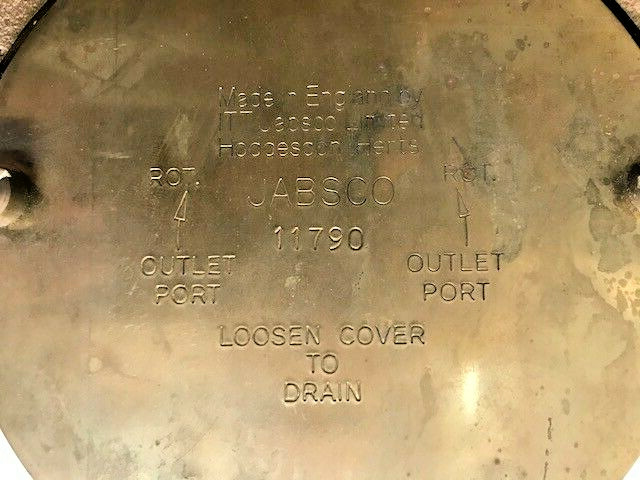 Made in England by
ITT Jabsco Limited
Hoddesdon Herts
ROT. JABSCO ROT.
11790
OUTLET PORT
OUTLET PORT
LOOSEN COVER
TO
DRAIN